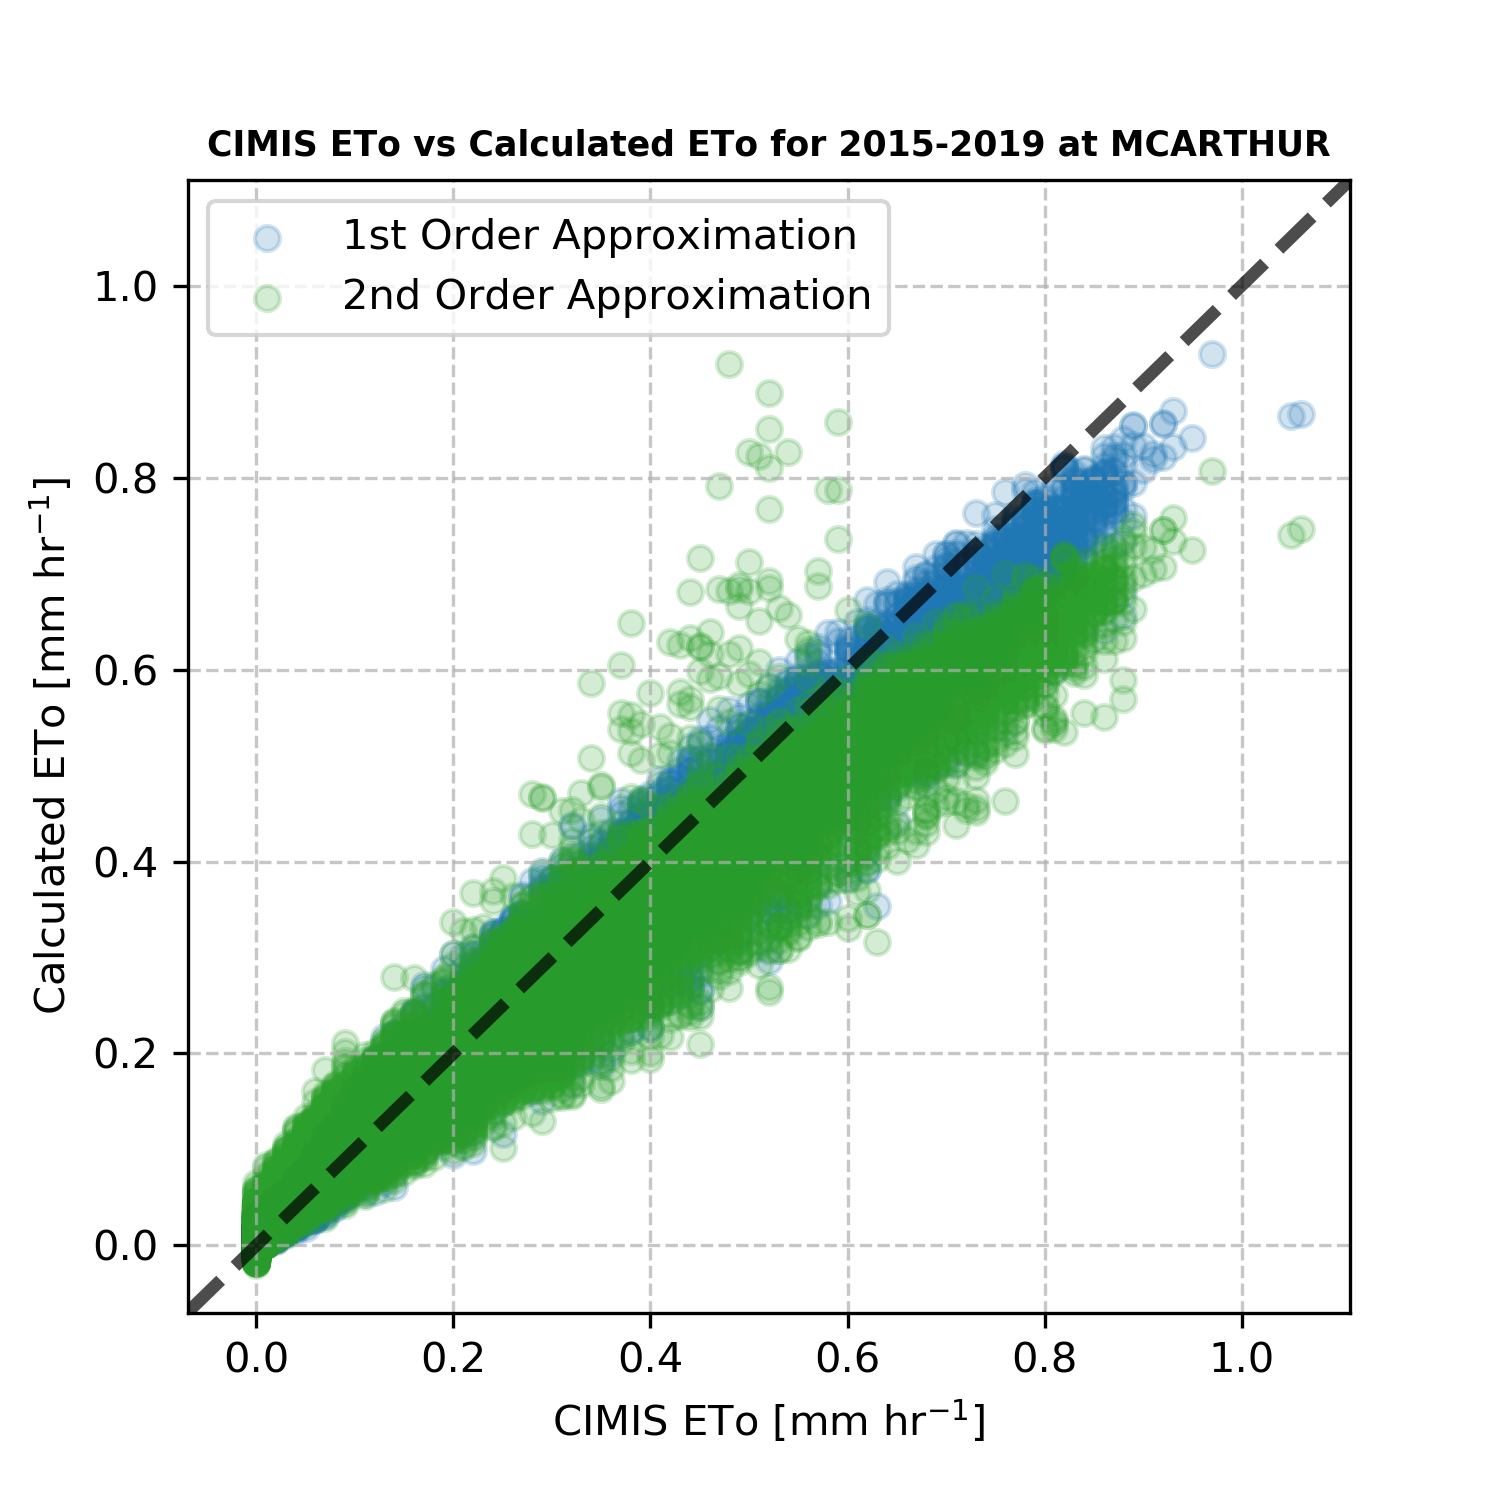 CIMIS ETo vs Calculated ETo for 2015-2019 at MCARTHUR
1st Order Approximation
2nd Order Approximation
Calculated ETo [mm hr⁻¹]
1.0
0.8
0.6
0.4
0.2
0.0
0.0 0.2 0.4 0.6 0.8 1.0
CIMIS ETo [mm hr⁻¹]